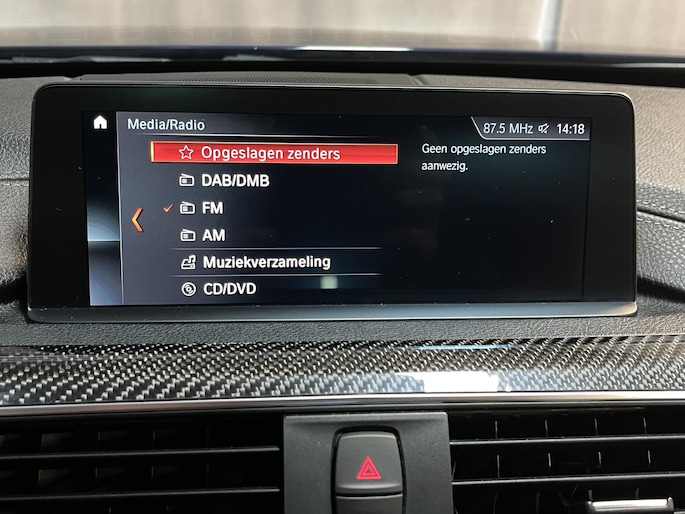 Media/Radio
87.5 MHz 14:18
Opgeslagen zenders
Geen opgeslagen zenders
aanwezig.
DAB/DMB
FM
AM
Muziekverzameling
CD/DVD